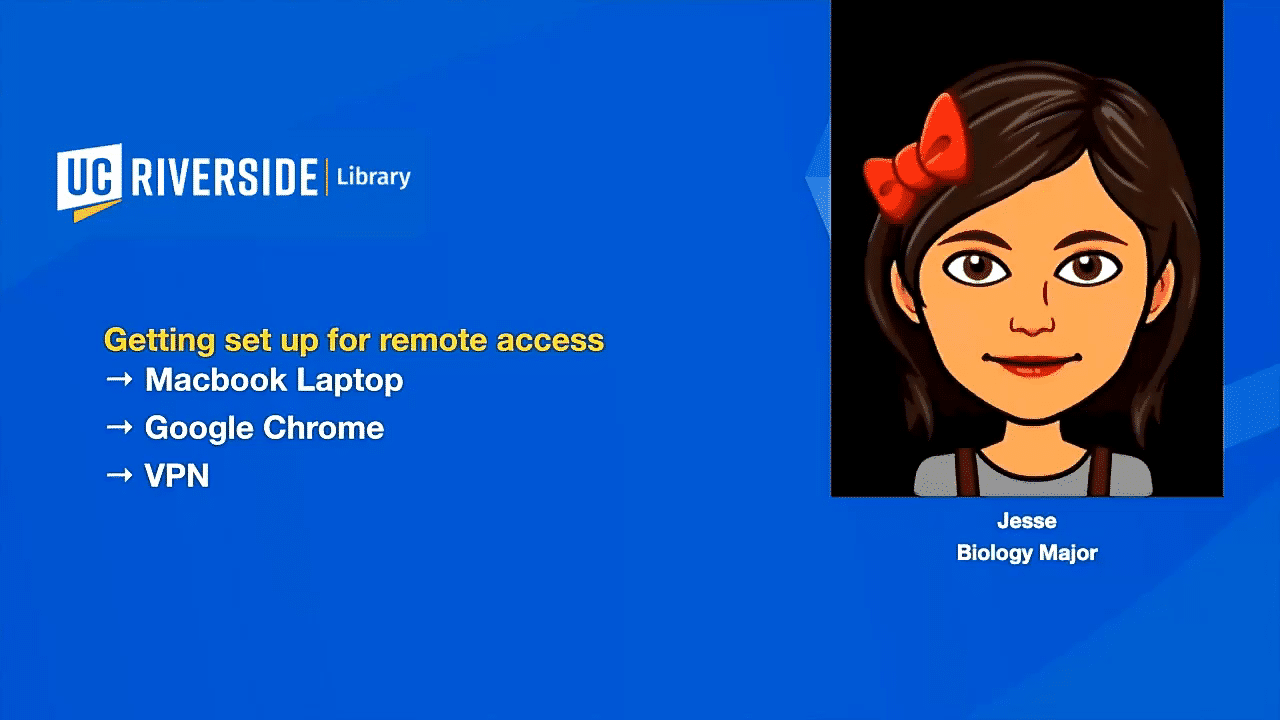 UC RIVERSIDE Library
Getting set up for remote access
→ Macbook Laptop
→ Google Chrome
→ VPN
Jesse
Biology Major